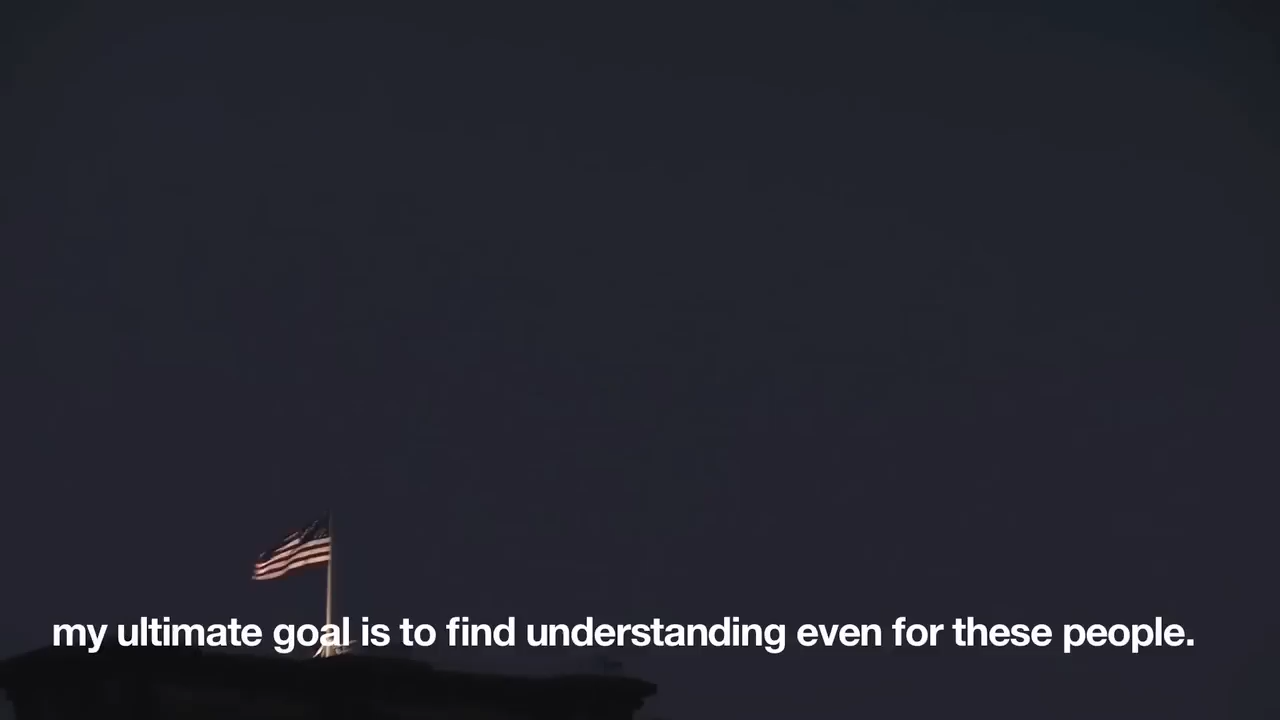 my ultimate goal is to find understanding even for these people.